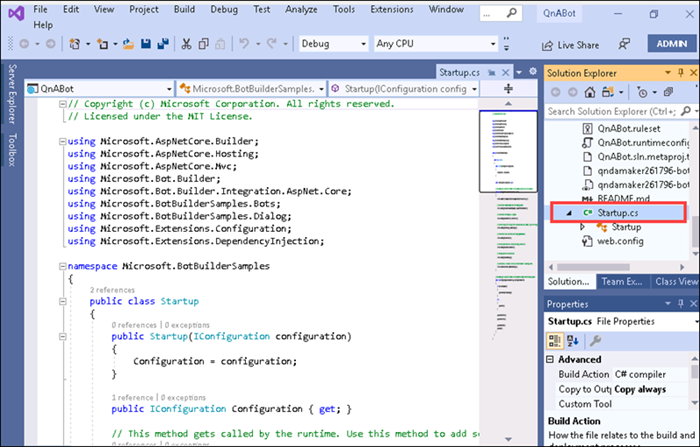 File Edit View Project Build Debug Test Analyze Tools Extensions Window ... QnABot
Help
Debug Any CPU Live Share ADMIN
Server Explorer
Toolbox
Startup.cs
QnABot Microsoft.BotBuilderSamples. Startup(IConfiguration config
// Copyright (c) Microsoft Corporation. All rights reserved.
// Licensed under the MIT License.
using Microsoft.AspNetCore.Builder;
using Microsoft.AspNetCore.Hosting;
using Microsoft.AspNetCore.Mvc;
using Microsoft.Bot.Builder;
using Microsoft.Bot.Builder.Integration.AspNet.Core;
using Microsoft.BotBuilderSamples.Bots;
using Microsoft.BotBuilderSamples.Dialog;
using Microsoft.Extensions.Configuration;
using Microsoft.Extensions.DependencyInjection;
namespace Microsoft.BotBuilderSamples
{
2 references
public class Startup
{
0 references | 0 exceptions
public Startup(IConfiguration configuration)
{
Configuration = configuration;
}
1 reference | 0 exceptions
public IConfiguration Configuration { get; }
// This method gets called by the runtime. Use this method to add se
Solution Explorer
Search Solution Explorer (Ctrl+;
QnABot.ruleset
QnABot.runtimeconfig
QnABot.sln.metaproj.t
qndamaker261796-bot
qndamaker261796-bot
README.md
C# Startup.cs
Startup
web.config
Solution... Team Ex... Class View
Properties
Startup.cs File Properties
Advanced
Build Action C# compiler
Copy to Outp Copy always
Custom Tool
Build Action
How the file relates to the build and